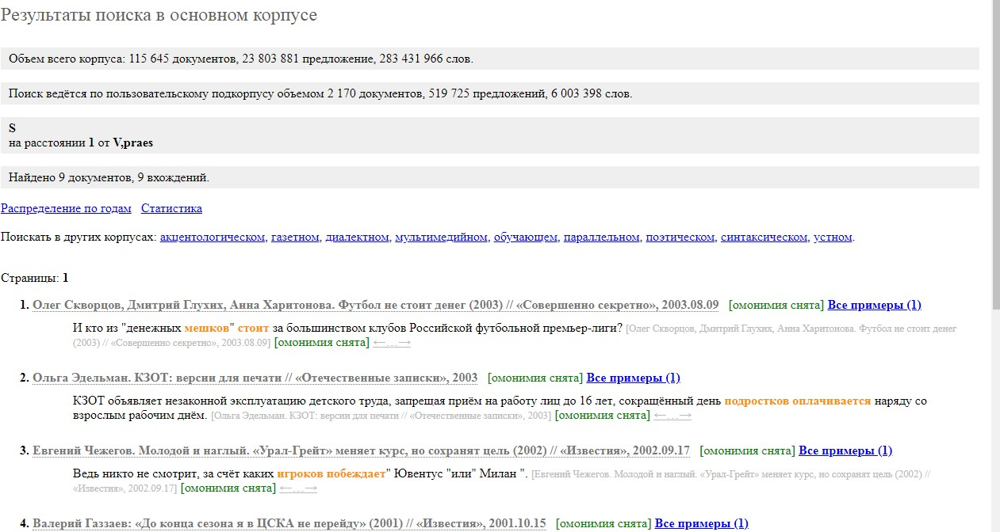 Результаты поиска в основном корпусе
Объем всего корпуса: 115 645 документов, 23 803 881 предложение, 283 431 966 слов.
Поиск ведётся по пользовательскому подкорпусу объемом 2 170 документов, 519 725 предложений, 6 003 398 слов.
S
на расстоянии 1 от V,praes
Найдено 9 документов, 9 вхождений.
Распределение по годам Статистика
Поискать в других корпусах: акцентологическом, газетном, диалектном, мультимедийном, обучающем, параллельном, поэтическом, синтаксическом, устном.
Страницы: 1
1. Олег Скворцов, Дмитрий Глухих, Анна Харитонова. Футбол не стоит денег (2003) // «Совершенно секретно», 2003.08.09 [омонимия снята] Все примеры (1)
И кто из "денежных мешков" стоит за большинством клубов Российской футбольной премьер-лиги? [Олег Скворцов, Дмитрий Глухих, Анна Харитонова. Футбол не стоит денег
(2003) // «Совершенно секретно», 2003.08.09] [омонимия снята] ←…→
2. Ольга Эдельман. КЗОТ: версии для печати // «Отечественные записки», 2003 [омонимия снята] Все примеры (1)
КЗОТ объявляет незаконной эксплуатацию детского труда, запрещая приём на работу лиц до 16 лет, сокращённый день подростков оплачивается наряду со
взрослым рабочим днём. [Ольга Эдельман. КЗОТ: версии для печати // «Отечественные записки», 2003] [омонимия снята] ←…→
3. Евгений Чежегов. Молодой и наглый. «Урал-Грейт» меняет курс, но сохранят цель (2002) // «Известия», 2002.09.17 [омонимия снята] Все примеры (1)
Ведь никто не смотрит, за счёт каких игроков побеждает" Ювентус "или" Милан ". [Евгений Чежегов. Молодой и наглый. «Урал-Грейт» меняет курс, но сохранят цель (2002) //
«Известия», 2002.09.17] [омонимия снята] ←…→
4. Валерий Газзаев: «До конца сезона я в ЦСКА не перейду» (2001) // «Известия», 2001.10.15 [омонимия снята] Все примеры (1)